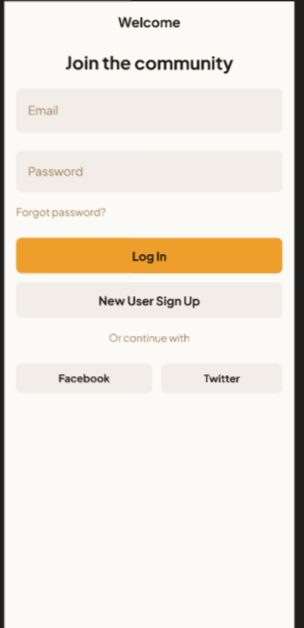 Welcome
Join the community
Email
Password
Forgot password?
Log In
New User Sign Up
Or continue with
Facebook
Twitter